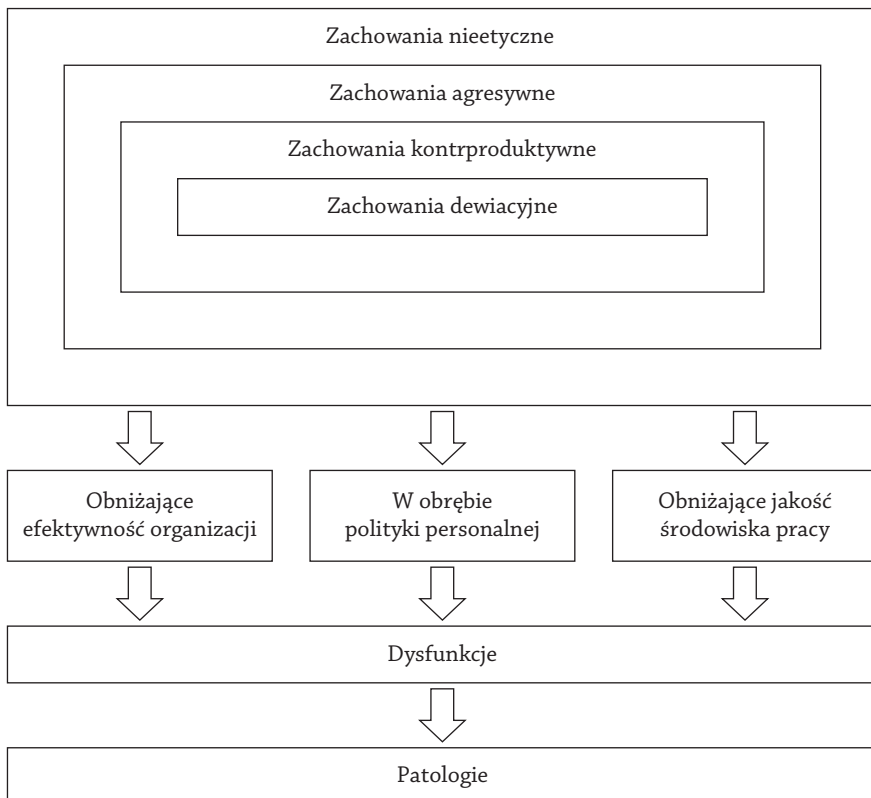 Zachowania nieetyczne
Zachowania agresywne
Zachowania kontrproduktywne
Zachowania dewiacyjne
Obniżające
efektywność organizacji
W obrębie
polityki personalnej
Obniżające jakość
środowiska pracy
Dysfunkcje
Patologie